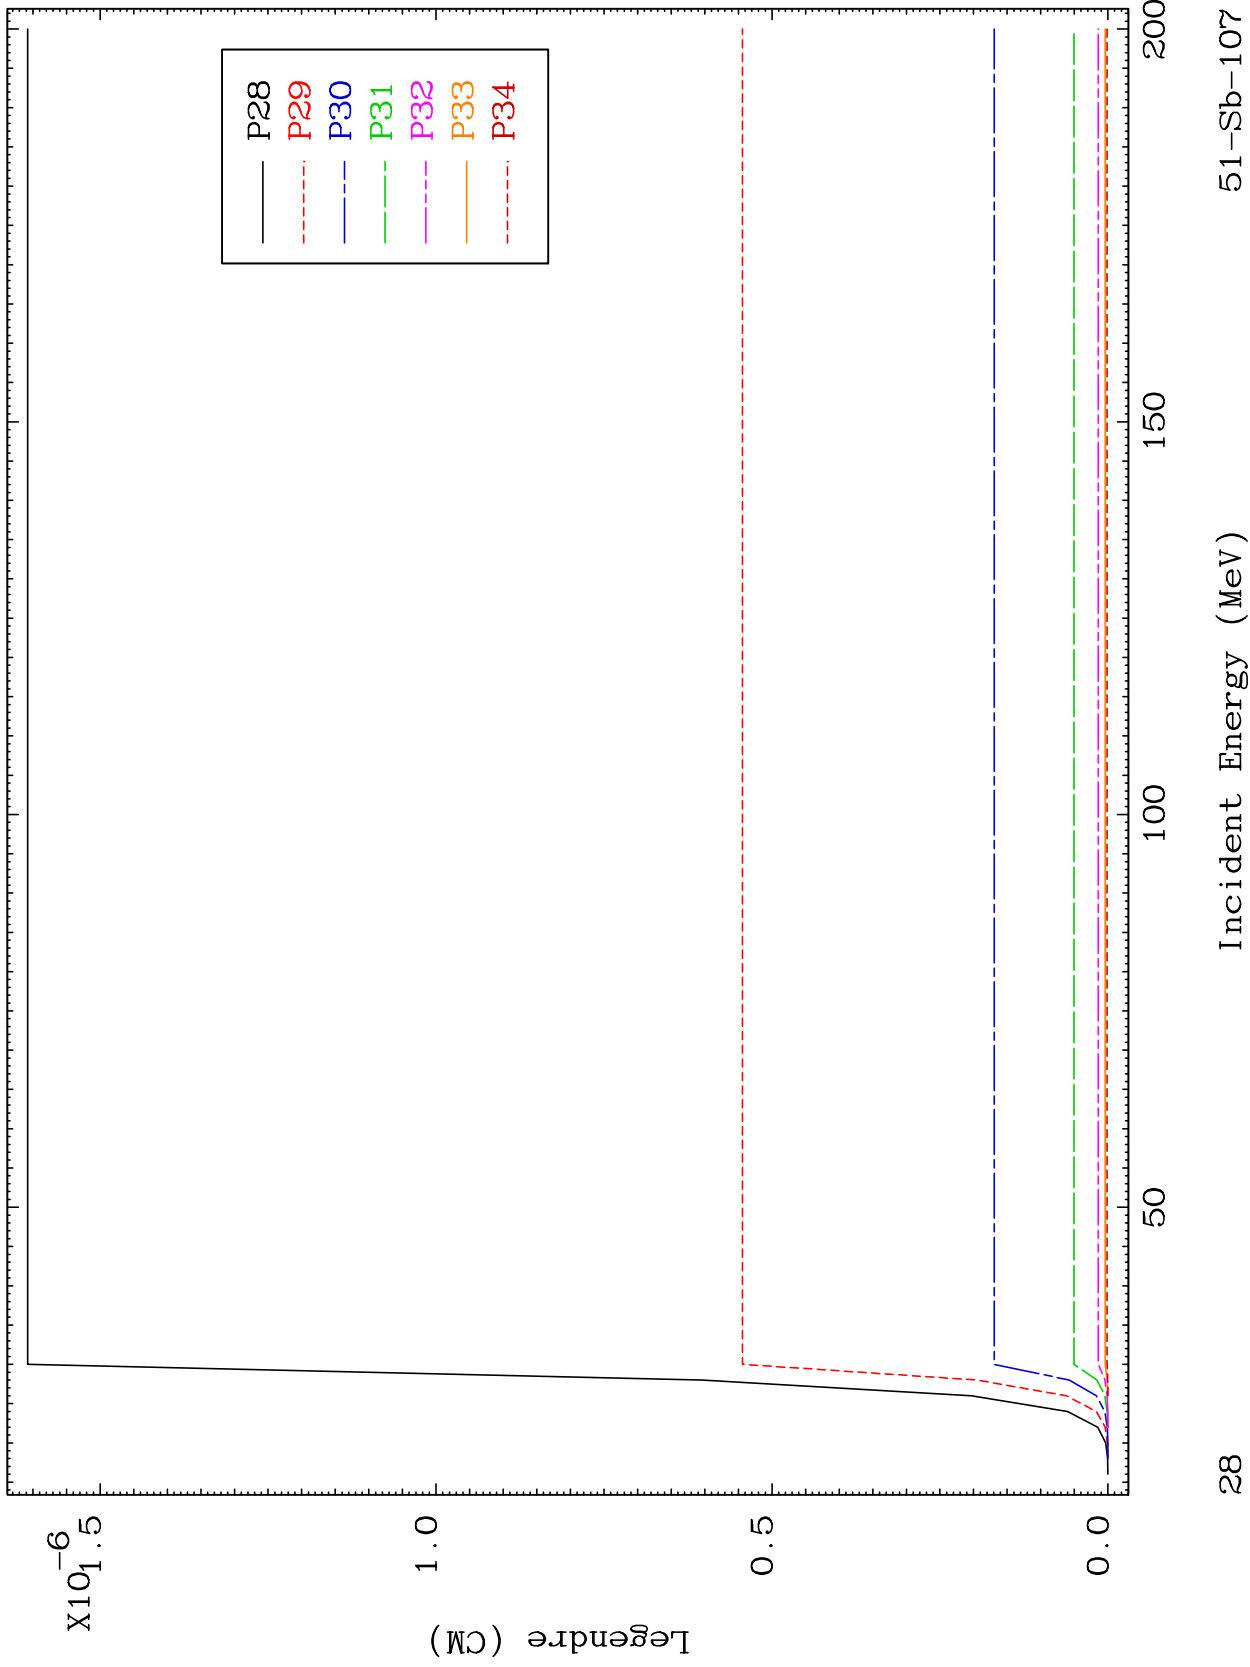 X10-6
1.5
1.0
0.5
0.0
Legendre (CM)
P28
P29
P30
P31
P32
P33
P34
50
100
150
200
28
Incident Energy (MeV)
51-Sb-107